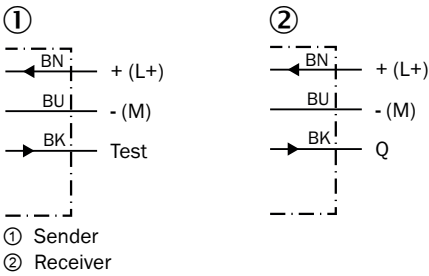 ① ②
BN + (L+) BN + (L+)
BU - (M) BU - (M)
BK Test BK Q
① Sender
② Receiver